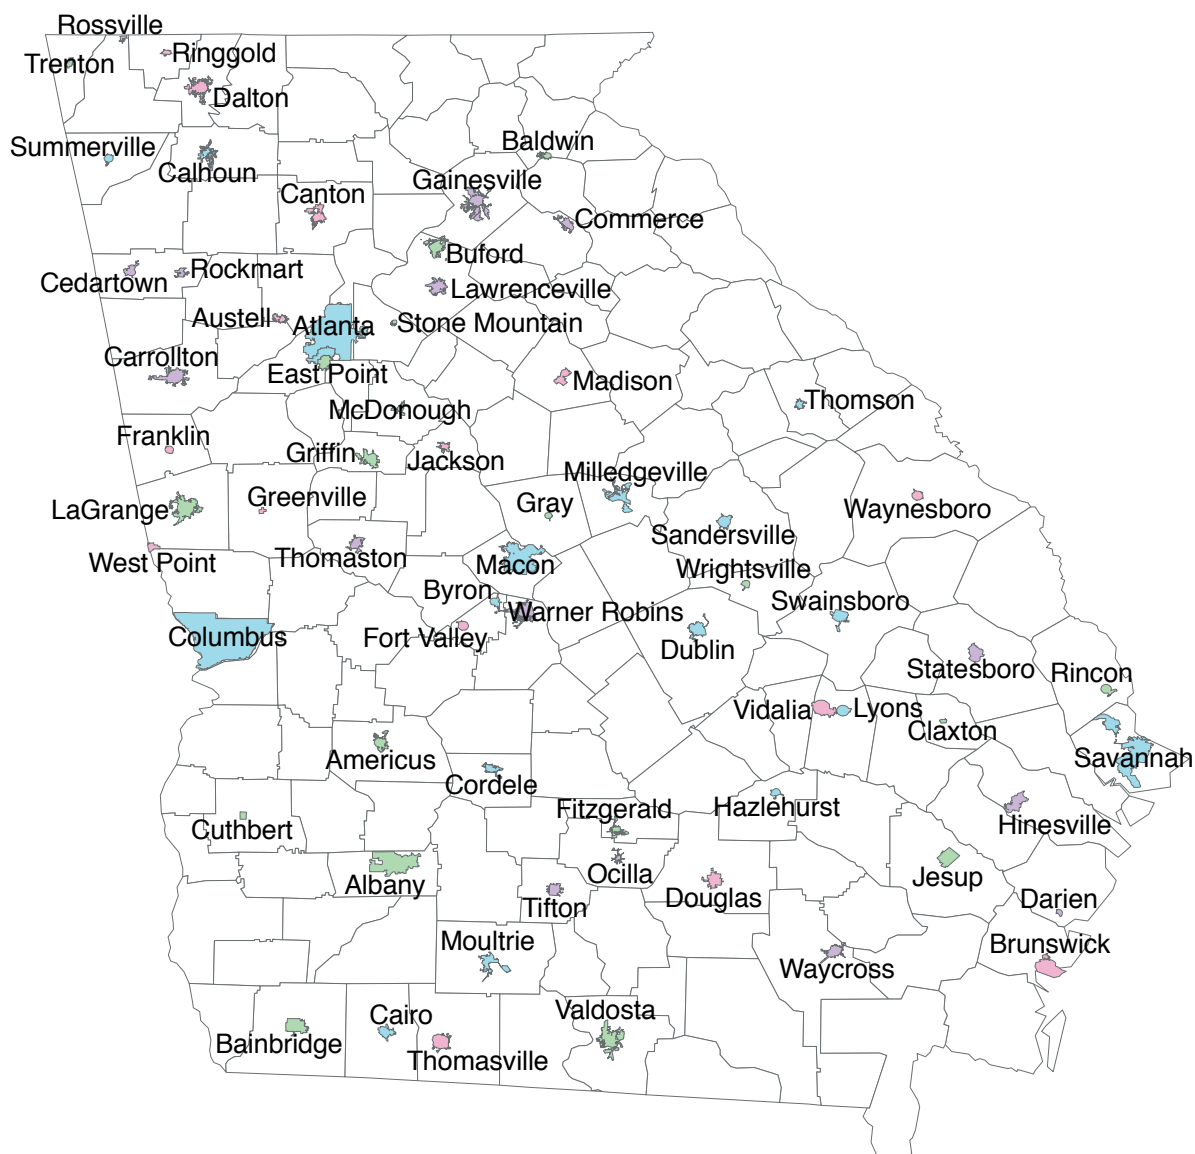 Rossville
Trenton
Ringgold
Dalton
Baldwin
Summerville
Calhoun
Gainesville
Canton
Commerce
Buford
Cedartown
Rockmart
Lawrenceville
Austell
Atlanta
Stone Mountain
Carrollton
East Point
Madison
Thomson
McDonough
Franklin
Griffin
Jackson
Milledgeville
Greenville
Gray
LaGrange
Waynesboro
Sandersville
West Point
Thomaston
Macon
Wrightsville
Byron
Swainsboro
Warner Robins
Columbus
Fort Valley
Dublin
Statesboro
Rincon
Vidalia
Lyons
Claxton
Americus
Savannah
Cordele
Fitzgerald
Hazlehurst
Cuthbert
Hinesville
Ocilla
Albany
Jesup
Douglas
Darien
Tifton
Moultrie
Brunswick
Waycross
Cairo
Valdosta
Bainbridge
Thomasville